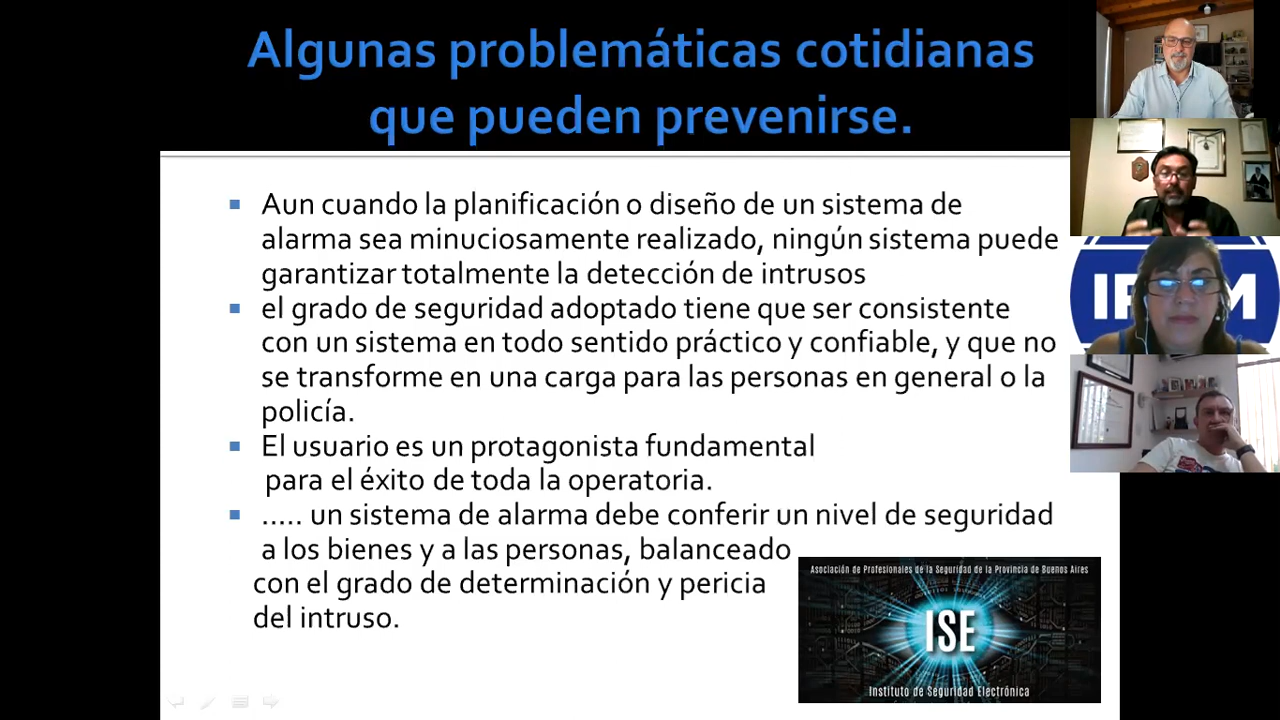 Algunas problemáticas cotidianas
que pueden prevenirse.
Aun cuando la planificación o diseño de un sistema de
alarma sea minuciosamente realizado, ningún sistema puede
garantizar totalmente la detección de intrusos
el grado de seguridad adoptado tiene que ser consistente
con un sistema en todo sentido práctico y confiable, y que no
se transforme en una carga para las personas en general o la
policía.
El usuario es un protagonista fundamental
para el éxito de toda la operatoria.
..... un sistema de alarma debe conferir un nivel de seguridad
a los bienes y a las personas, balanceado
con el grado de determinación y pericia
del intruso.
Asociación de Profesionales de la Seguridad de la Provincia de Buenos Aires
ISE
Instituto de Seguridad Electrónica